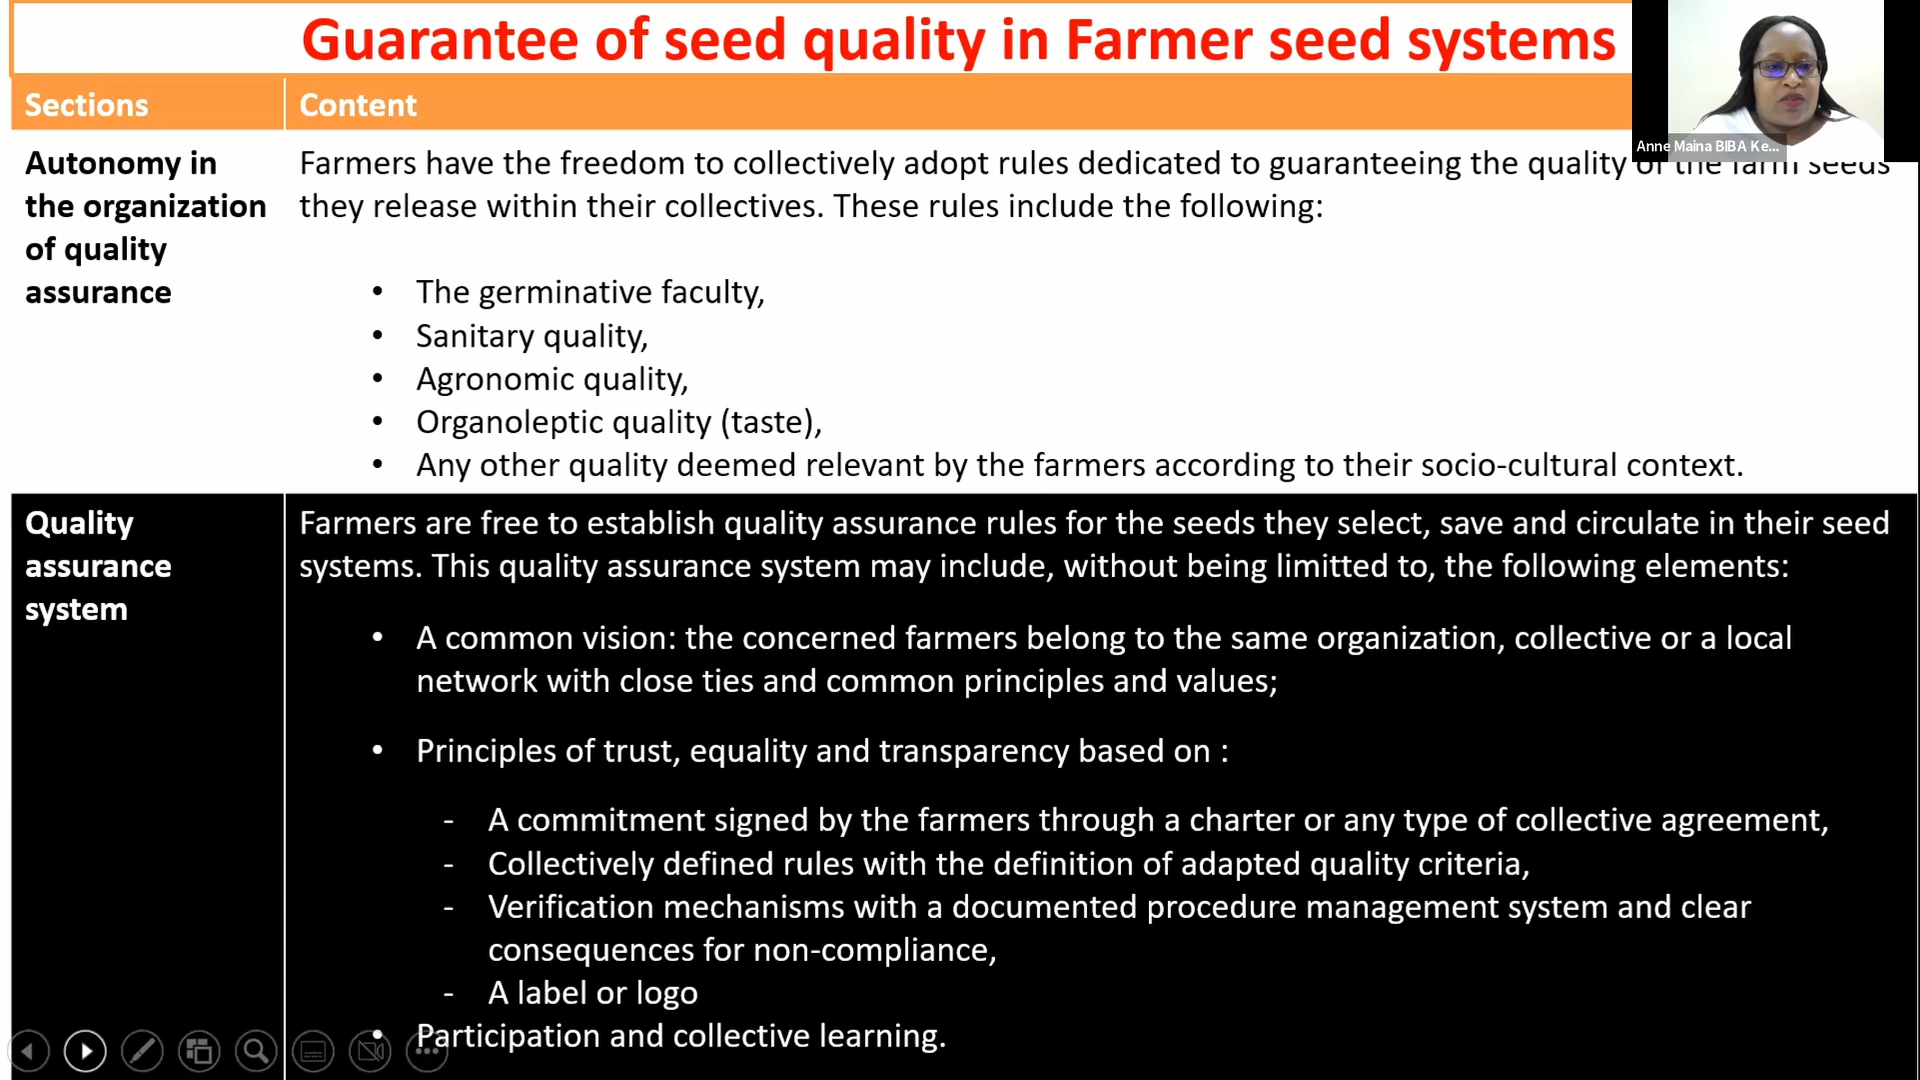 Guarantee of seed quality in Farmer seed systems
Sections
Content
Anne Maina BIBA Ke...
Autonomy in
the organization
of quality
assurance
Farmers have the freedom to collectively adopt rules dedicated to guaranteeing the quality of the farm seeds
they release within their collectives. These rules include the following:
• The germinative faculty,
• Sanitary quality,
• Agronomic quality,
• Organoleptic quality (taste),
• Any other quality deemed relevant by the farmers according to their socio-cultural context.
Quality
assurance
system
Farmers are free to establish quality assurance rules for the seeds they select, save and circulate in their seed
systems. This quality assurance system may include, without being limitted to, the following elements:
• A common vision: the concerned farmers belong to the same organization, collective or a local
network with close ties and common principles and values;
• Principles of trust, equality and transparency based on :
- A commitment signed by the farmers through a charter or any type of collective agreement,
- Collectively defined rules with the definition of adapted quality criteria,
- Verification mechanisms with a documented procedure management system and clear
consequences for non-compliance,
- A label or logo
• Participation and collective learning.